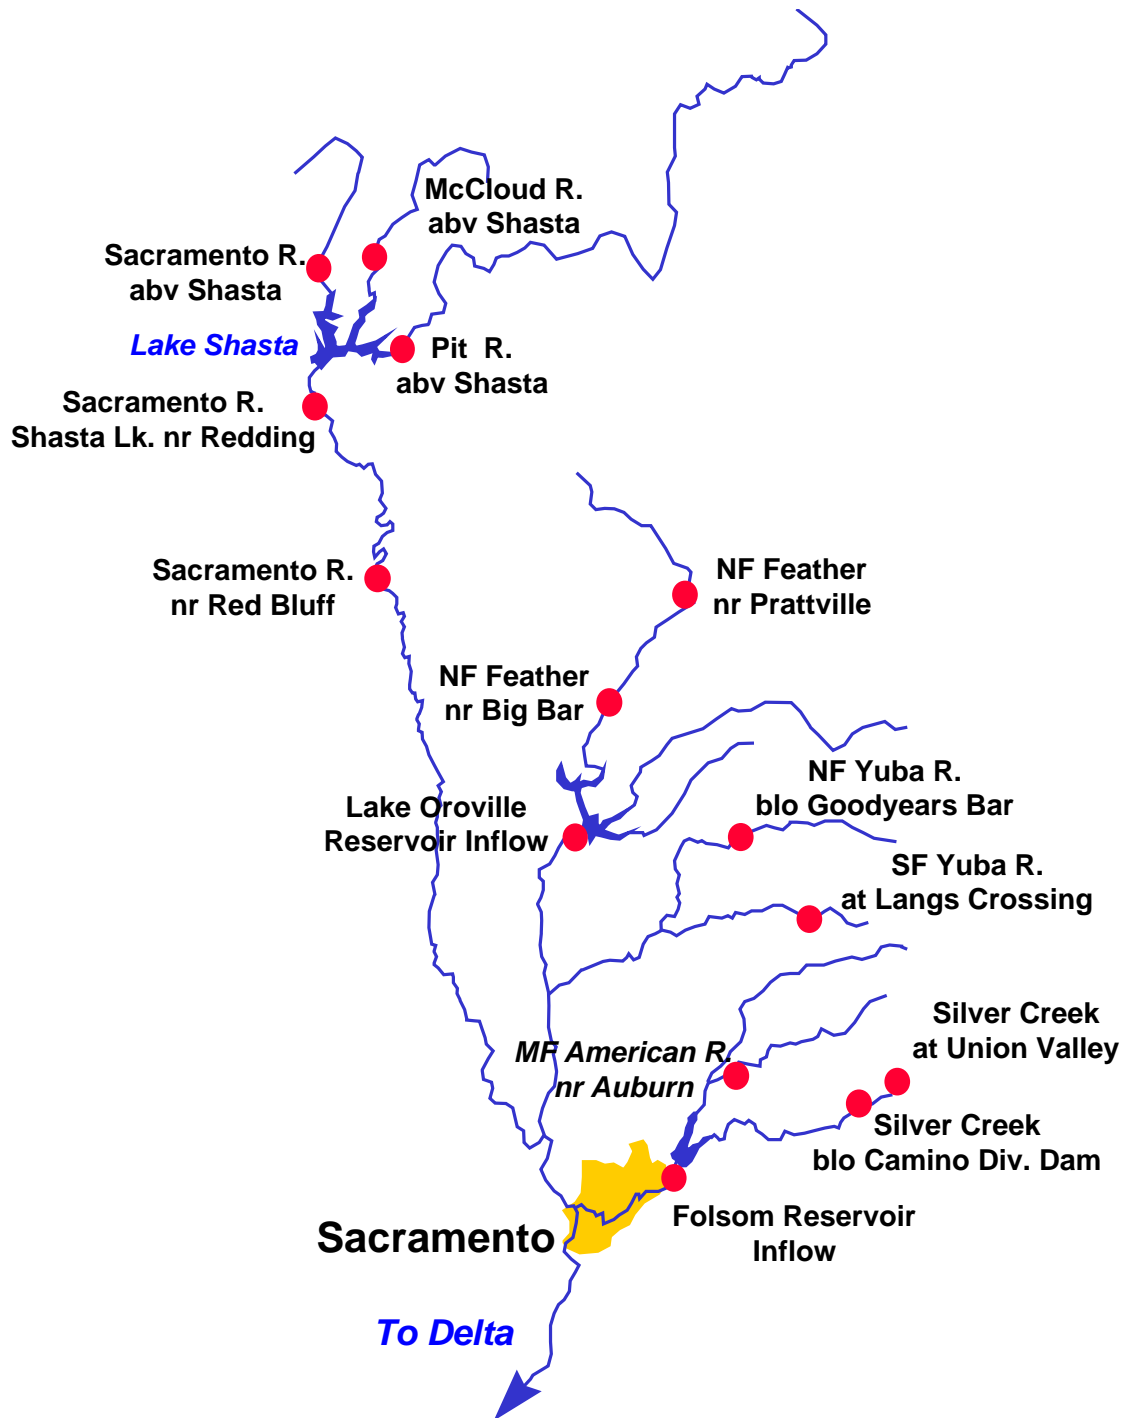 McCloud R.
abv Shasta
Sacramento R.
abv Shasta
Lake Shasta
Pit R.
abv Shasta
Sacramento R.
Shasta Lk. nr Redding
Sacramento R.
nr Red Bluff
NF Feather
nr Prattville
NF Feather
nr Big Bar
NF Yuba R.
blo Goodyears Bar
Lake Oroville
Reservoir Inflow
SF Yuba R.
at Langs Crossing
Silver Creek
at Union Valley
MF American R.
nr Auburn
Silver Creek
blo Camino Div. Dam
Folsom Reservoir
Inflow
Sacramento
To Delta